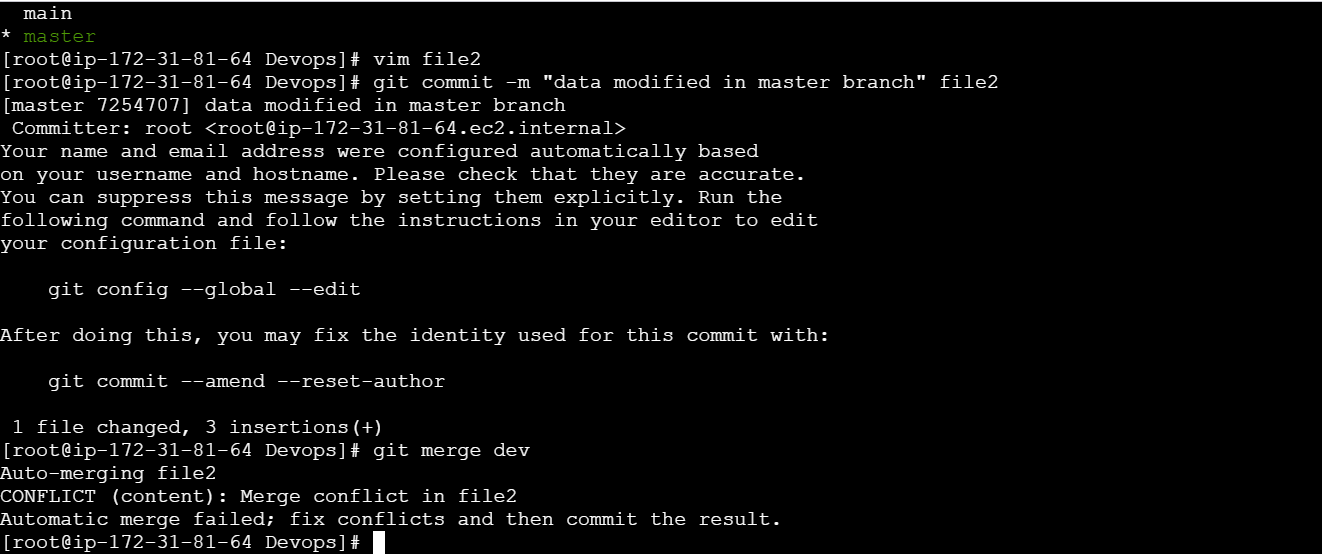 main
* master
[root@ip-172-31-81-64 Devops]# vim file2
[root@ip-172-31-81-64 Devops]# git commit -m "data modified in master branch" file2
[master 7254707] data modified in master branch
 Committer: root <root@ip-172-31-81-64.ec2.internal>
Your name and email address were configured automatically based
on your username and hostname. Please check that they are accurate.
You can suppress this message by setting them explicitly. Run the
following command and follow the instructions in your editor to edit
your configuration file:

    git config --global --edit

After doing this, you may fix the identity used for this commit with:

    git commit --amend --reset-author

 1 file changed, 3 insertions(+)
[root@ip-172-31-81-64 Devops]# git merge dev
Auto-merging file2
CONFLICT (content): Merge conflict in file2
Automatic merge failed; fix conflicts and then commit the result.
[root@ip-172-31-81-64 Devops]#